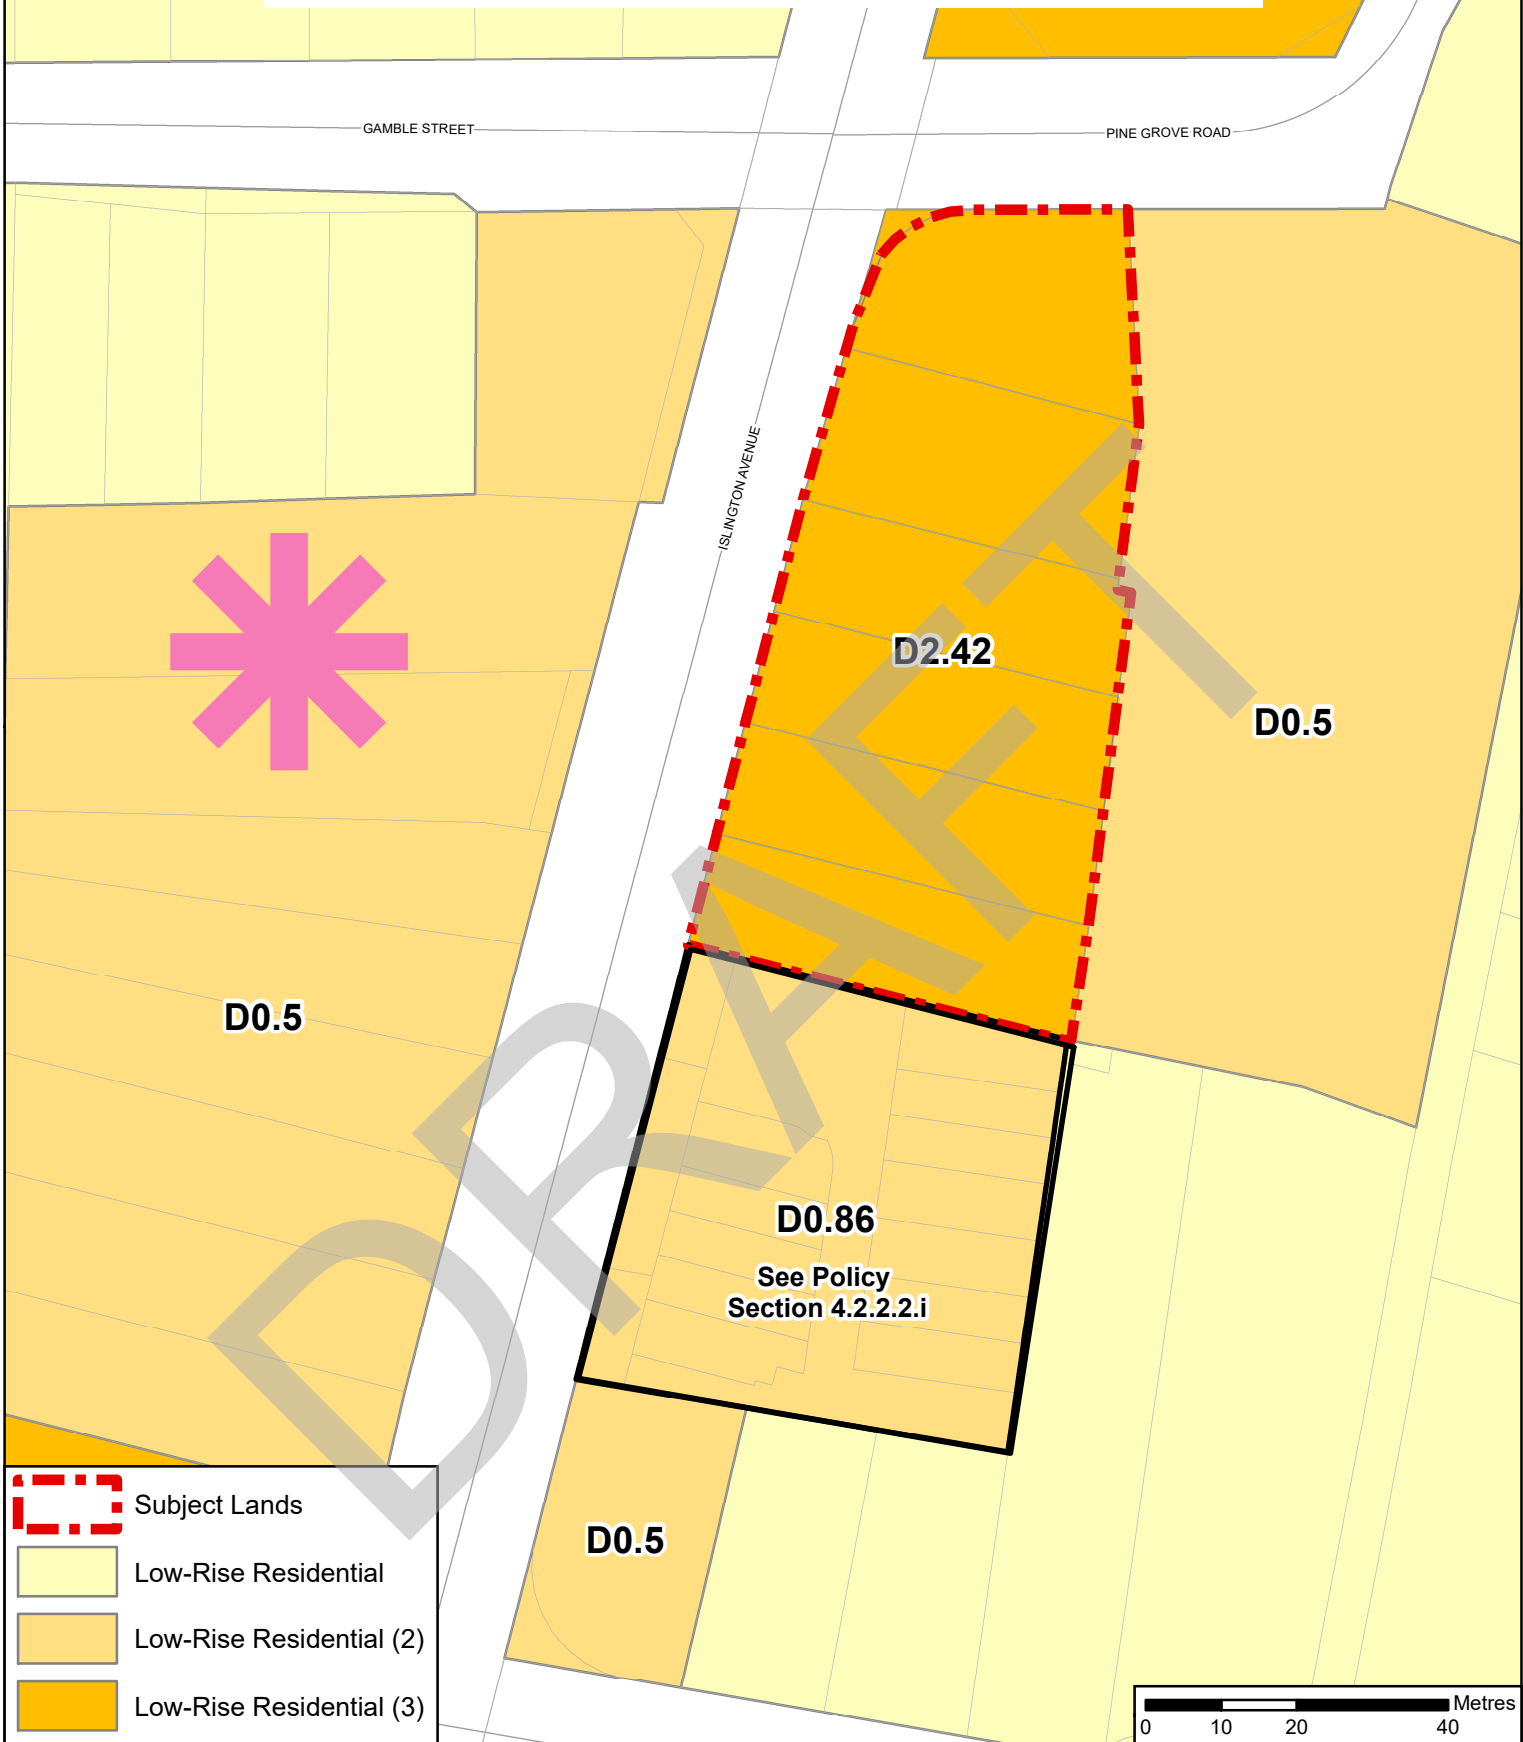 GAMBLE STREET
PINE GROVE ROAD
ISLINGTON AVENUE
D2.42
D0.5
D0.5
D0.86
See Policy
Section 4.2.2.2.i
D0.5
DRAFT
Subject Lands
Low-Rise Residential
Low-Rise Residential (2)
Low-Rise Residential (3)
Metres
0 10 20 40